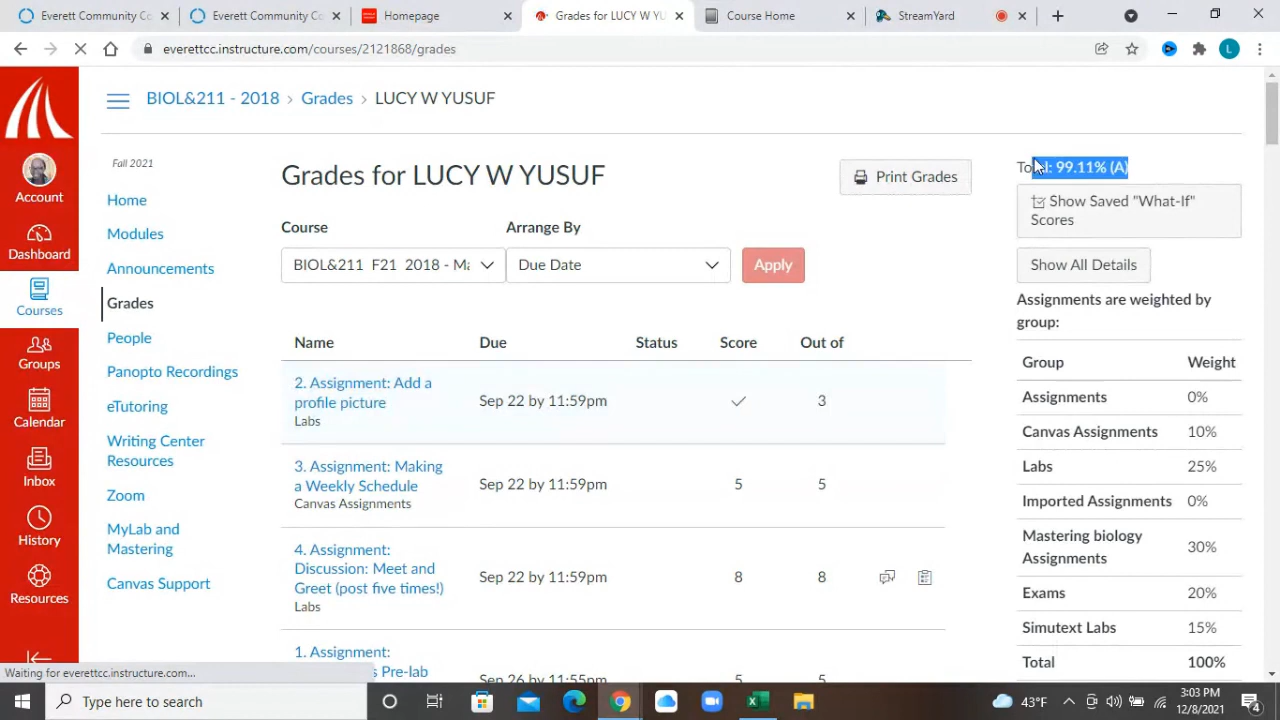 Everett Community Co
Everett Community Co
Homepage
Grades for LUCY W YUSUF
Course Home
StreamYard
everettcc.instructure.com/courses/2121868/grades
L
BIOL&211 - 2018 › Grades › LUCY W YUSUF
Account
Dashboard
Courses
Groups
Calendar
Inbox
History
Resources
Fall 2021
Home
Modules
Announcements
Grades
People
Panopto Recordings
eTutoring
Writing Center
Resources
Zoom
MyLab and
Mastering
Canvas Support
Grades for LUCY W YUSUF
Print Grades
Course
Arrange By
BIOL&211 F21 2018 - Ma
Due Date
Apply
Name Due Status Score Out of
2. Assignment: Add a
profile picture
Labs
Sep 22 by 11:59pm
3
3. Assignment: Making
a Weekly Schedule
Canvas Assignments
Sep 22 by 11:59pm
5
5
4. Assignment:
Discussion: Meet and
Greet (post five times!)
Labs
Sep 22 by 11:59pm
8
8
1. Assignment:
s Pre-lab
Sep 26 by 11:55pm
5
5
Total: 99.11% (A)
Show Saved "What-If"
Scores
Show All Details
Assignments are weighted by
group:
Group Weight
Assignments 0%
Canvas Assignments 10%
Labs 25%
Imported Assignments 0%
Mastering biology
Assignments 30%
Exams 20%
Simutext Labs 15%
Total 100%
Waiting for everettcc.instructure.com...
Type here to search
43°F
3:03 PM
12/8/2021
4